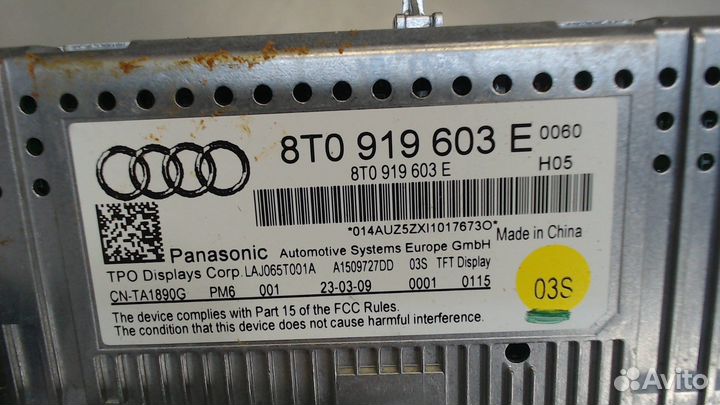 8T0 919 603 E 0060
8T0 919 603 E H05
*014AUZ5ZXI1017673O*
Panasonic Automotive Systems Europe GmbH Made in China
TPO Displays Corp. LAJ065T001A A1509727DD 03S TFT Display
CN-TA1890G PM6 001 23-03-09 0001 0115
03S
The device complies with Part 15 of the FCC Rules.
The condition that this device does not cause harmful interference.
Avito